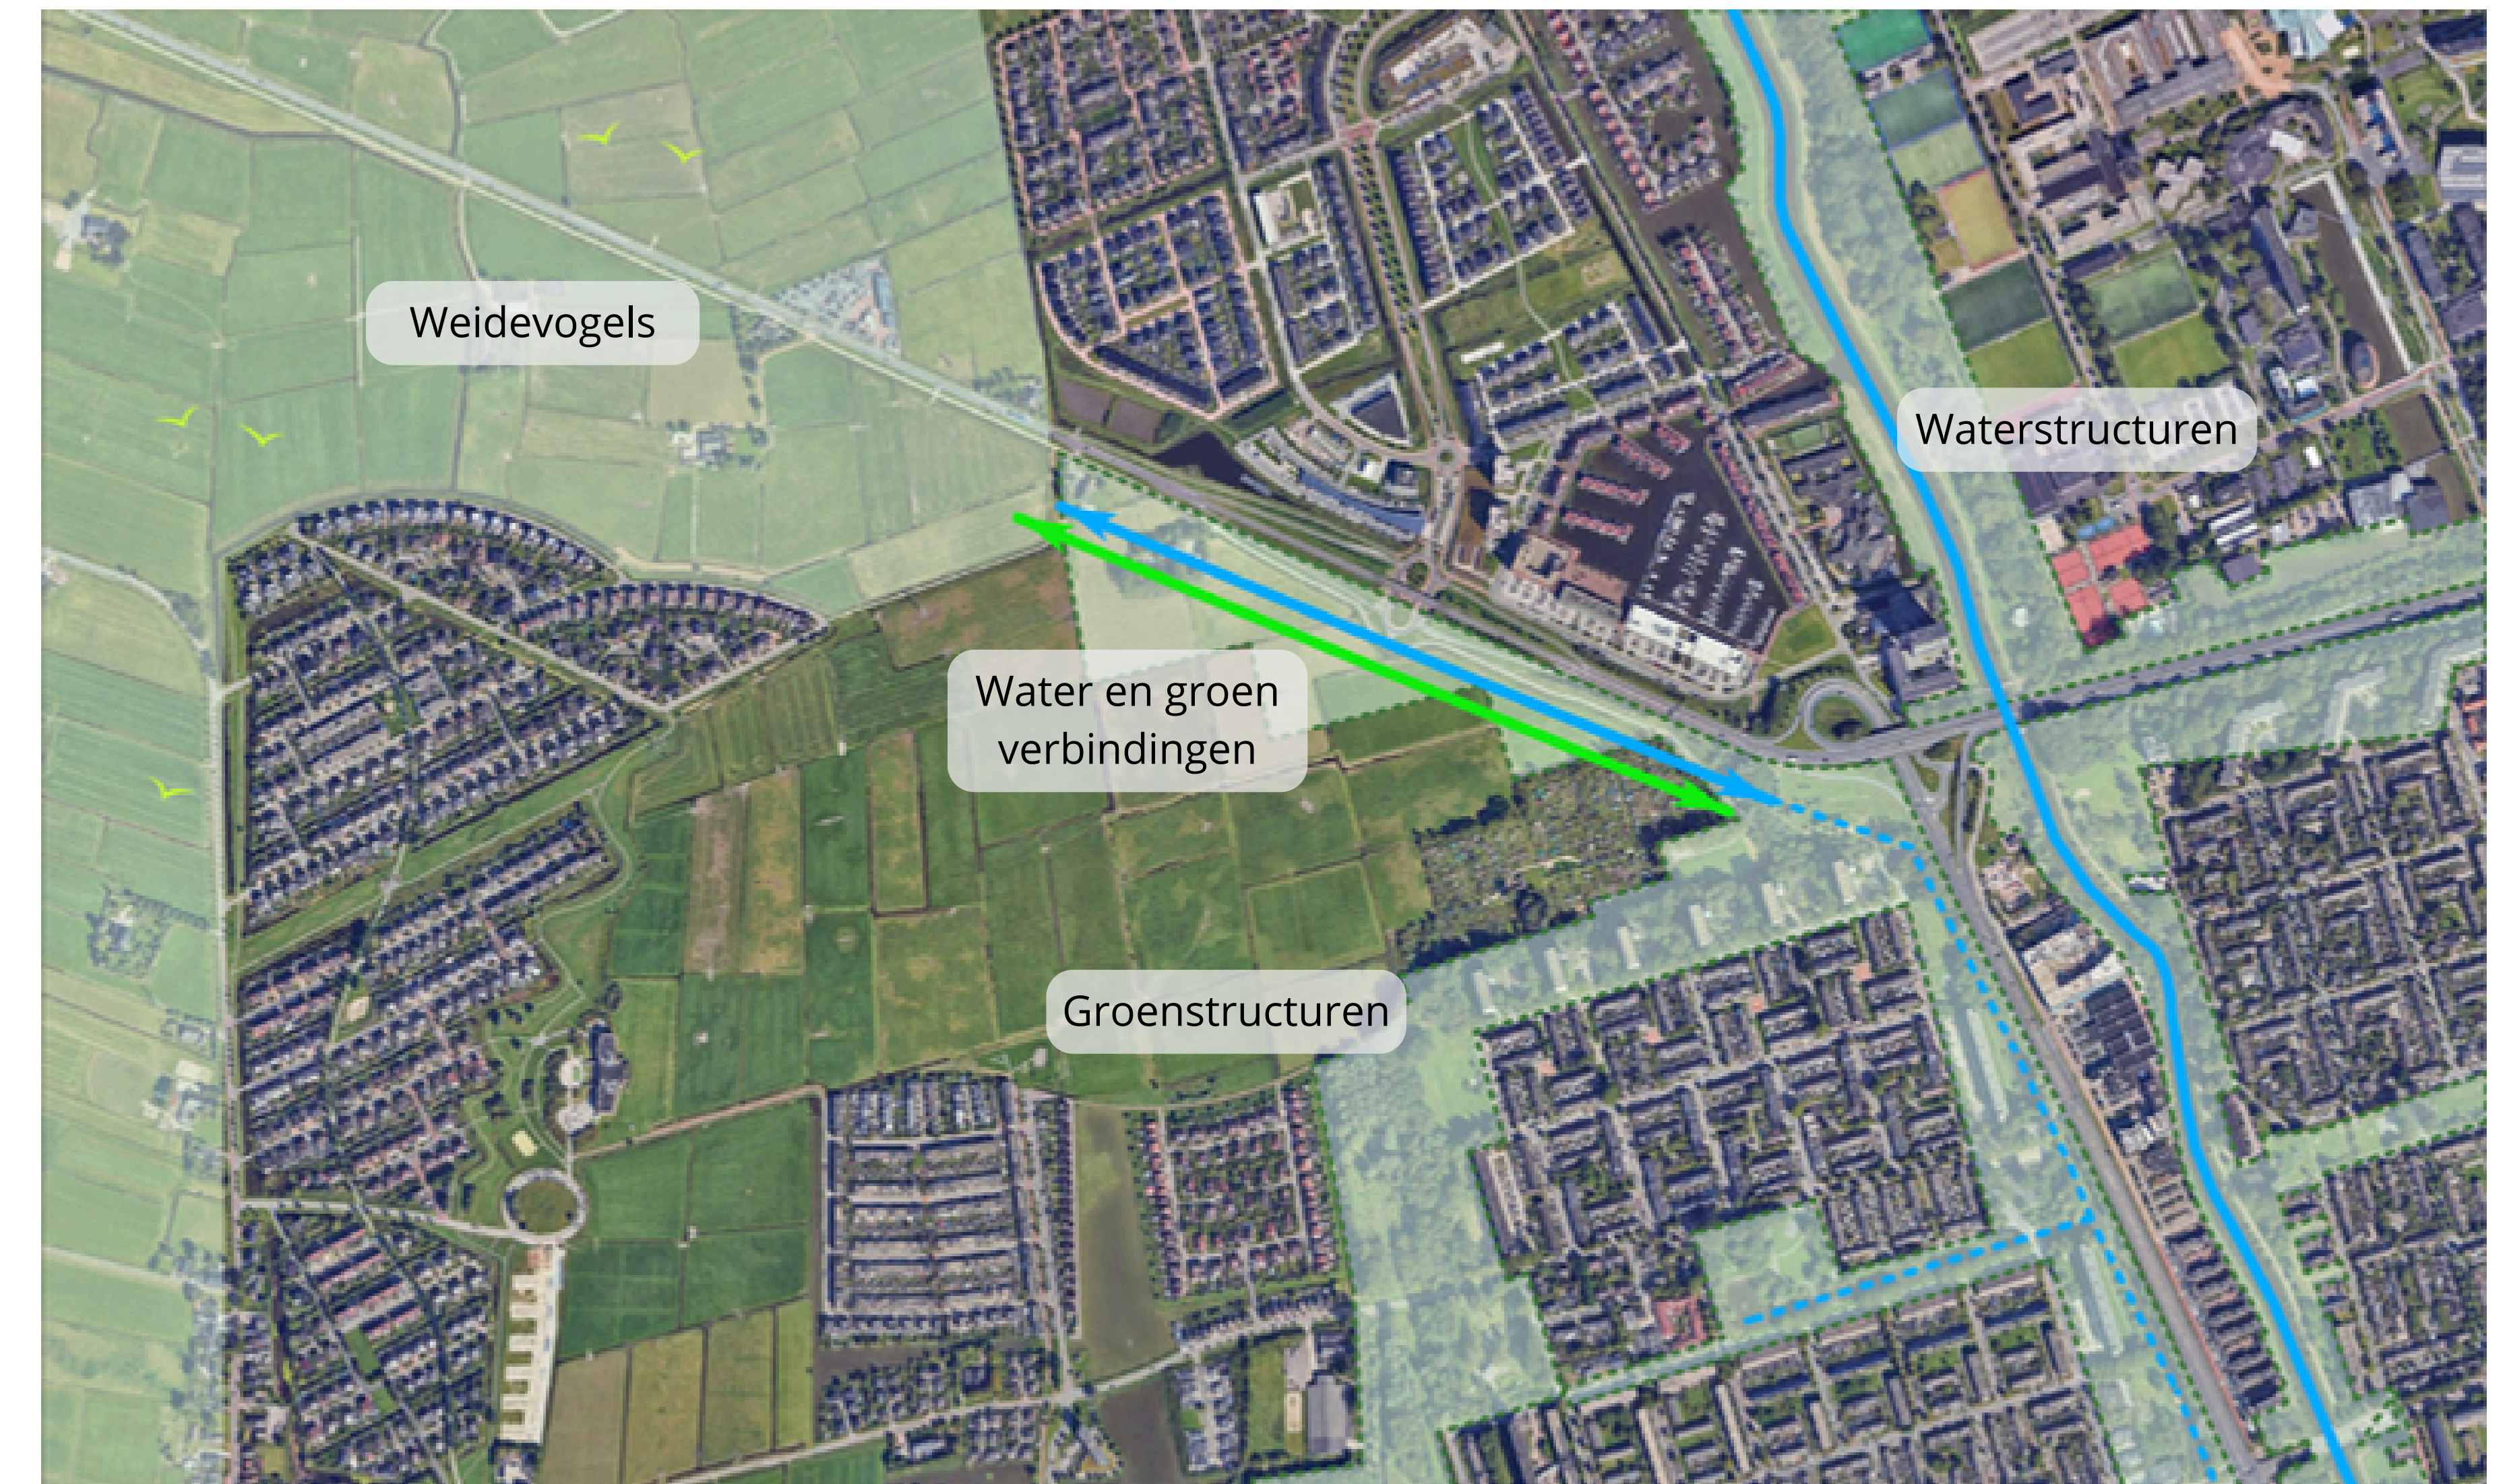 Weidevogels
Waterstructuren
Water en groen
verbindingen
Groenstructuren